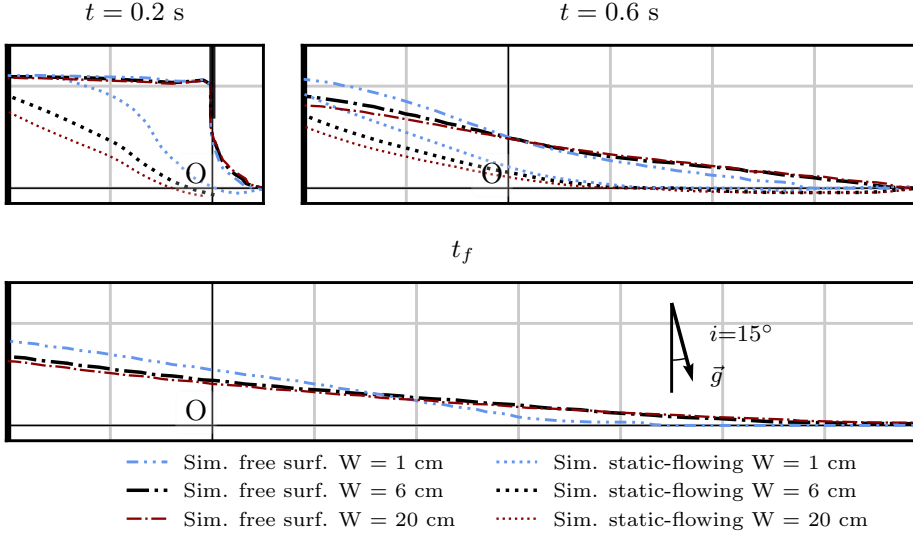 t = 0.2 s
t = 0.6 s
O
O
t_f
i=15°
g⃗
O
Sim. free surf. W = 1 cm
Sim. static-flowing W = 1 cm
Sim. free surf. W = 6 cm
Sim. static-flowing W = 6 cm
Sim. free surf. W = 20 cm
Sim. static-flowing W = 20 cm